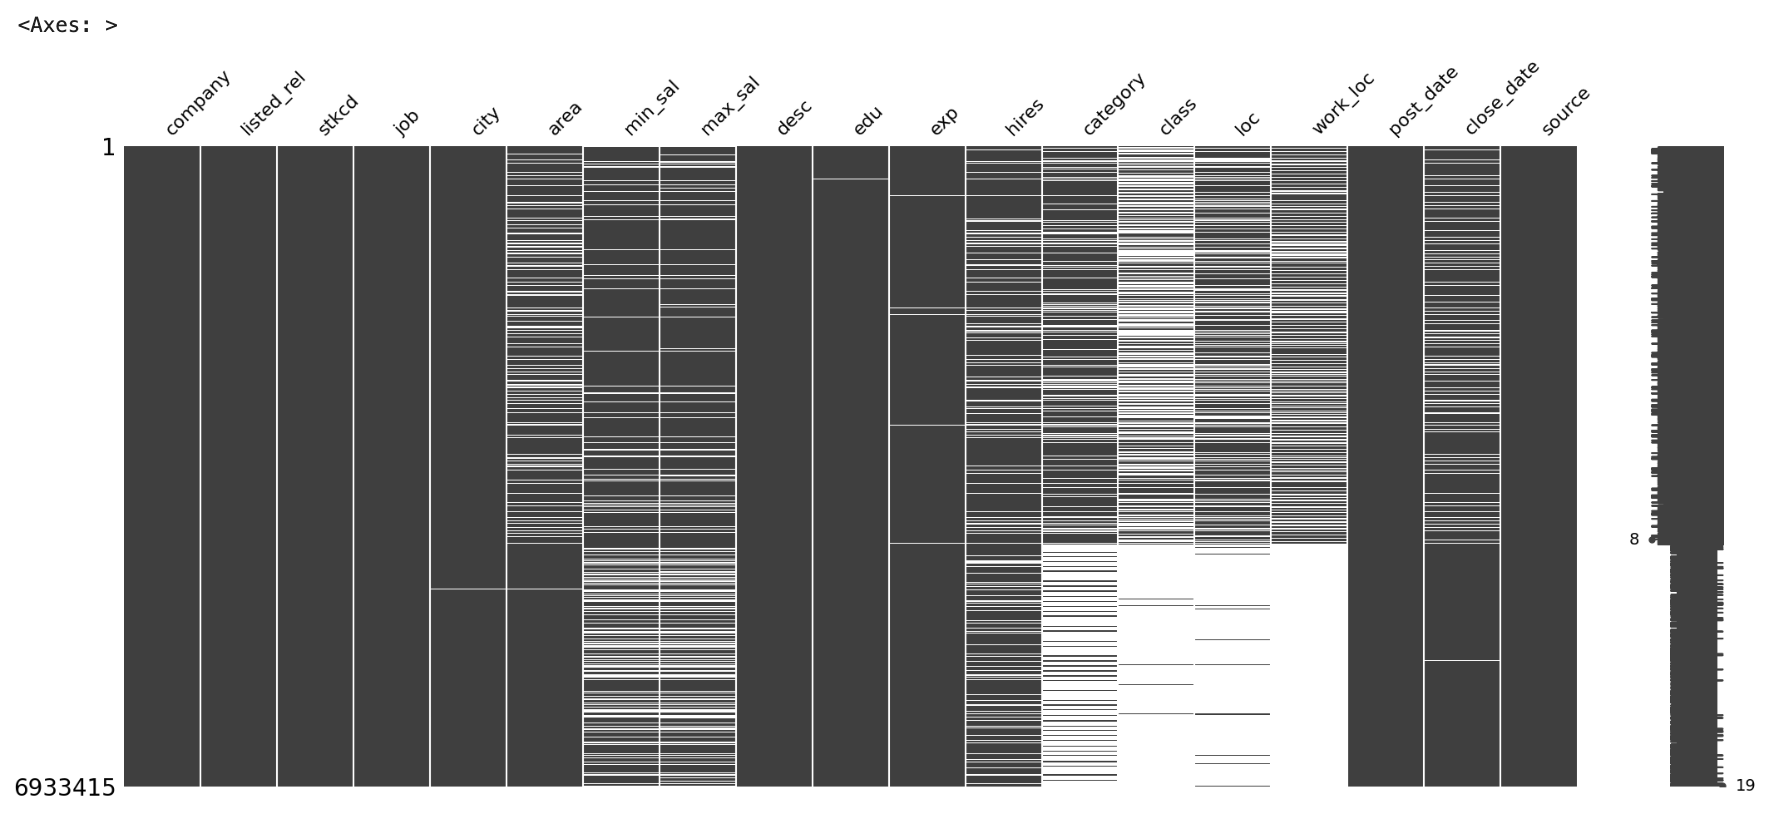 <Axes: >
company listed_rel stkcd job city area min_sal max_sal desc edu exp hires category class loc work_loc post_date close_date source
1
8
6933415
19